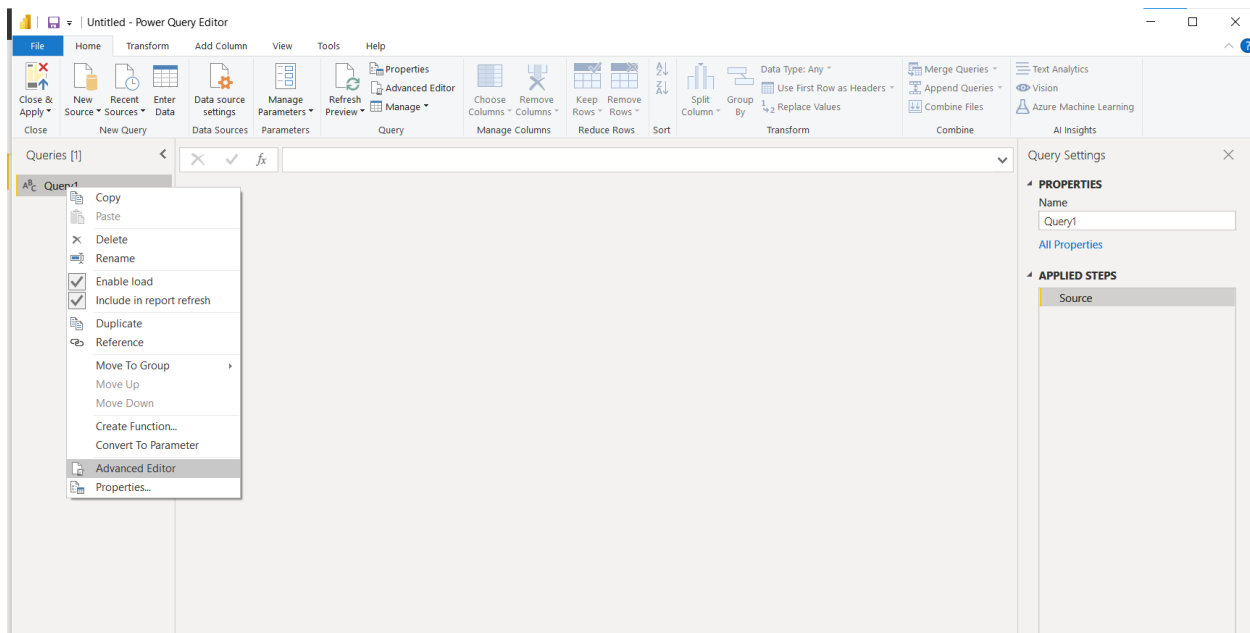 Untitled - Power Query Editor
File Home Transform Add Column View Tools Help
Close & Apply
New Source
Recent Sources
Enter Data
Data source settings
Manage Parameters
Refresh Preview
Properties
Advanced Editor
Manage
Choose Columns
Remove Columns
Keep Rows
Remove Rows
Split Column
Group By
Data Type: Any
Use First Row as Headers
Replace Values
Merge Queries
Append Queries
Combine Files
Text Analytics
Vision
Azure Machine Learning
Close New Query Data Sources Parameters Query Manage Columns Reduce Rows Sort Transform Combine AI Insights
Queries [1]
fx
Query Settings
ABC Query1
Copy
Paste
Delete
Rename
Enable load
Include in report refresh
Duplicate
Reference
Move To Group
Move Up
Move Down
Create Function...
Convert To Parameter
Advanced Editor
Properties...
PROPERTIES
Name
Query1
All Properties
APPLIED STEPS
Source